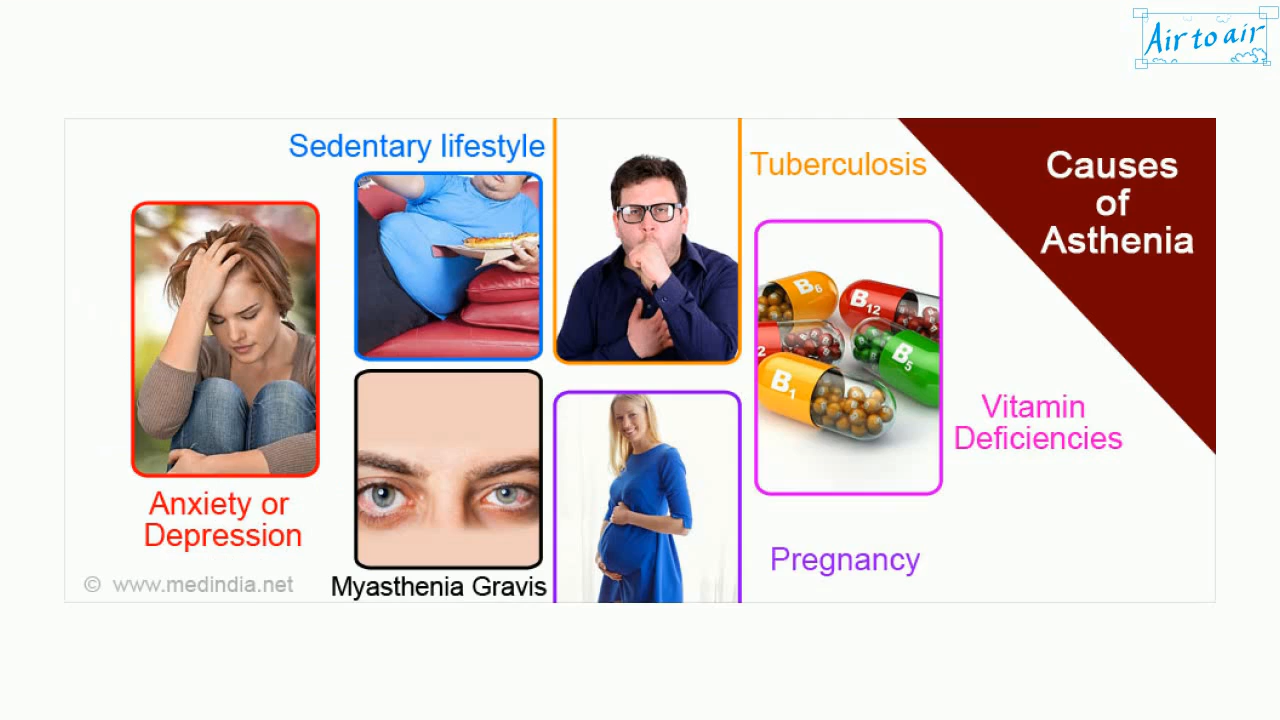 Air to air
Sedentary lifestyle
Tuberculosis
Causes
of
Asthenia
B6
B12
2
B5
B1
Vitamin
Deficiencies
Anxiety or
Depression
Pregnancy
© www.medindia.net
Myasthenia Gravis